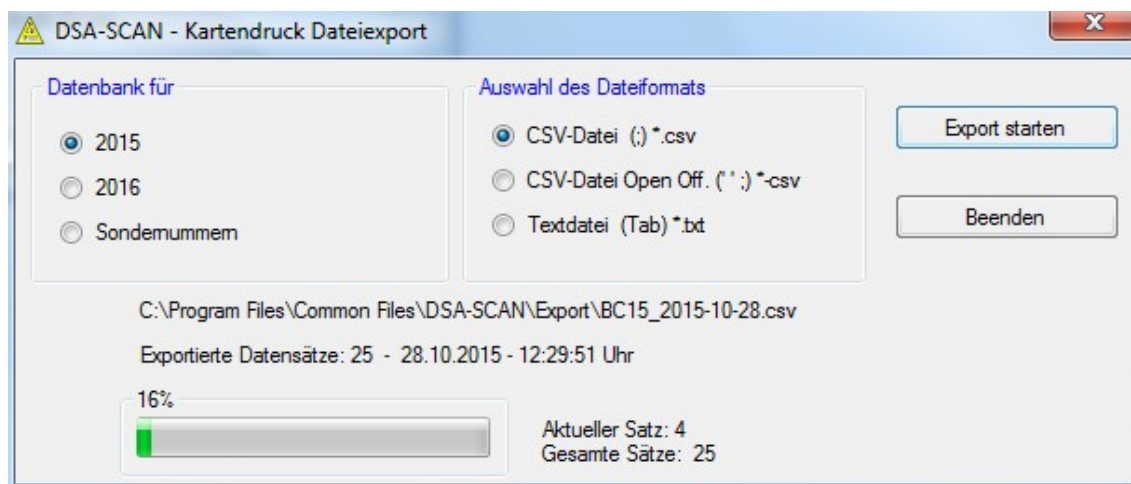 DSA-SCAN - Kartendruck Dateiexport
Datenbank für
2015
2016
Sondernummern
Auswahl des Dateiformats
CSV-Datei (;) *.csv
CSV-Datei Open Off. (' ' ;) *-csv
Textdatei (Tab) *.txt
Export starten
Beenden
C:\Program Files\Common Files\DSA-SCAN\Export\BC15_2015-10-28.csv
Exportierte Datensätze: 25 - 28.10.2015 - 12:29:51 Uhr
16%
Aktueller Satz: 4
Gesamte Sätze: 25